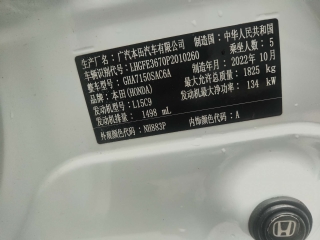 生产厂名：广汽本田汽车有限公司 制造国：中华人民共和国
车辆识别代号：LHGFE3670P2010260 乘坐人数：5
整车型号：GHA7150SAC6A 制造年月：2022年10月
品牌：本田(HONDA) 最大允许总质量：1825 kg
发动机型号：L15C9 发动机最大净功率：134 kW
发动机排量：1498 mL
外观颜色代号：NH883P 内饰颜色代号：A
HONDA